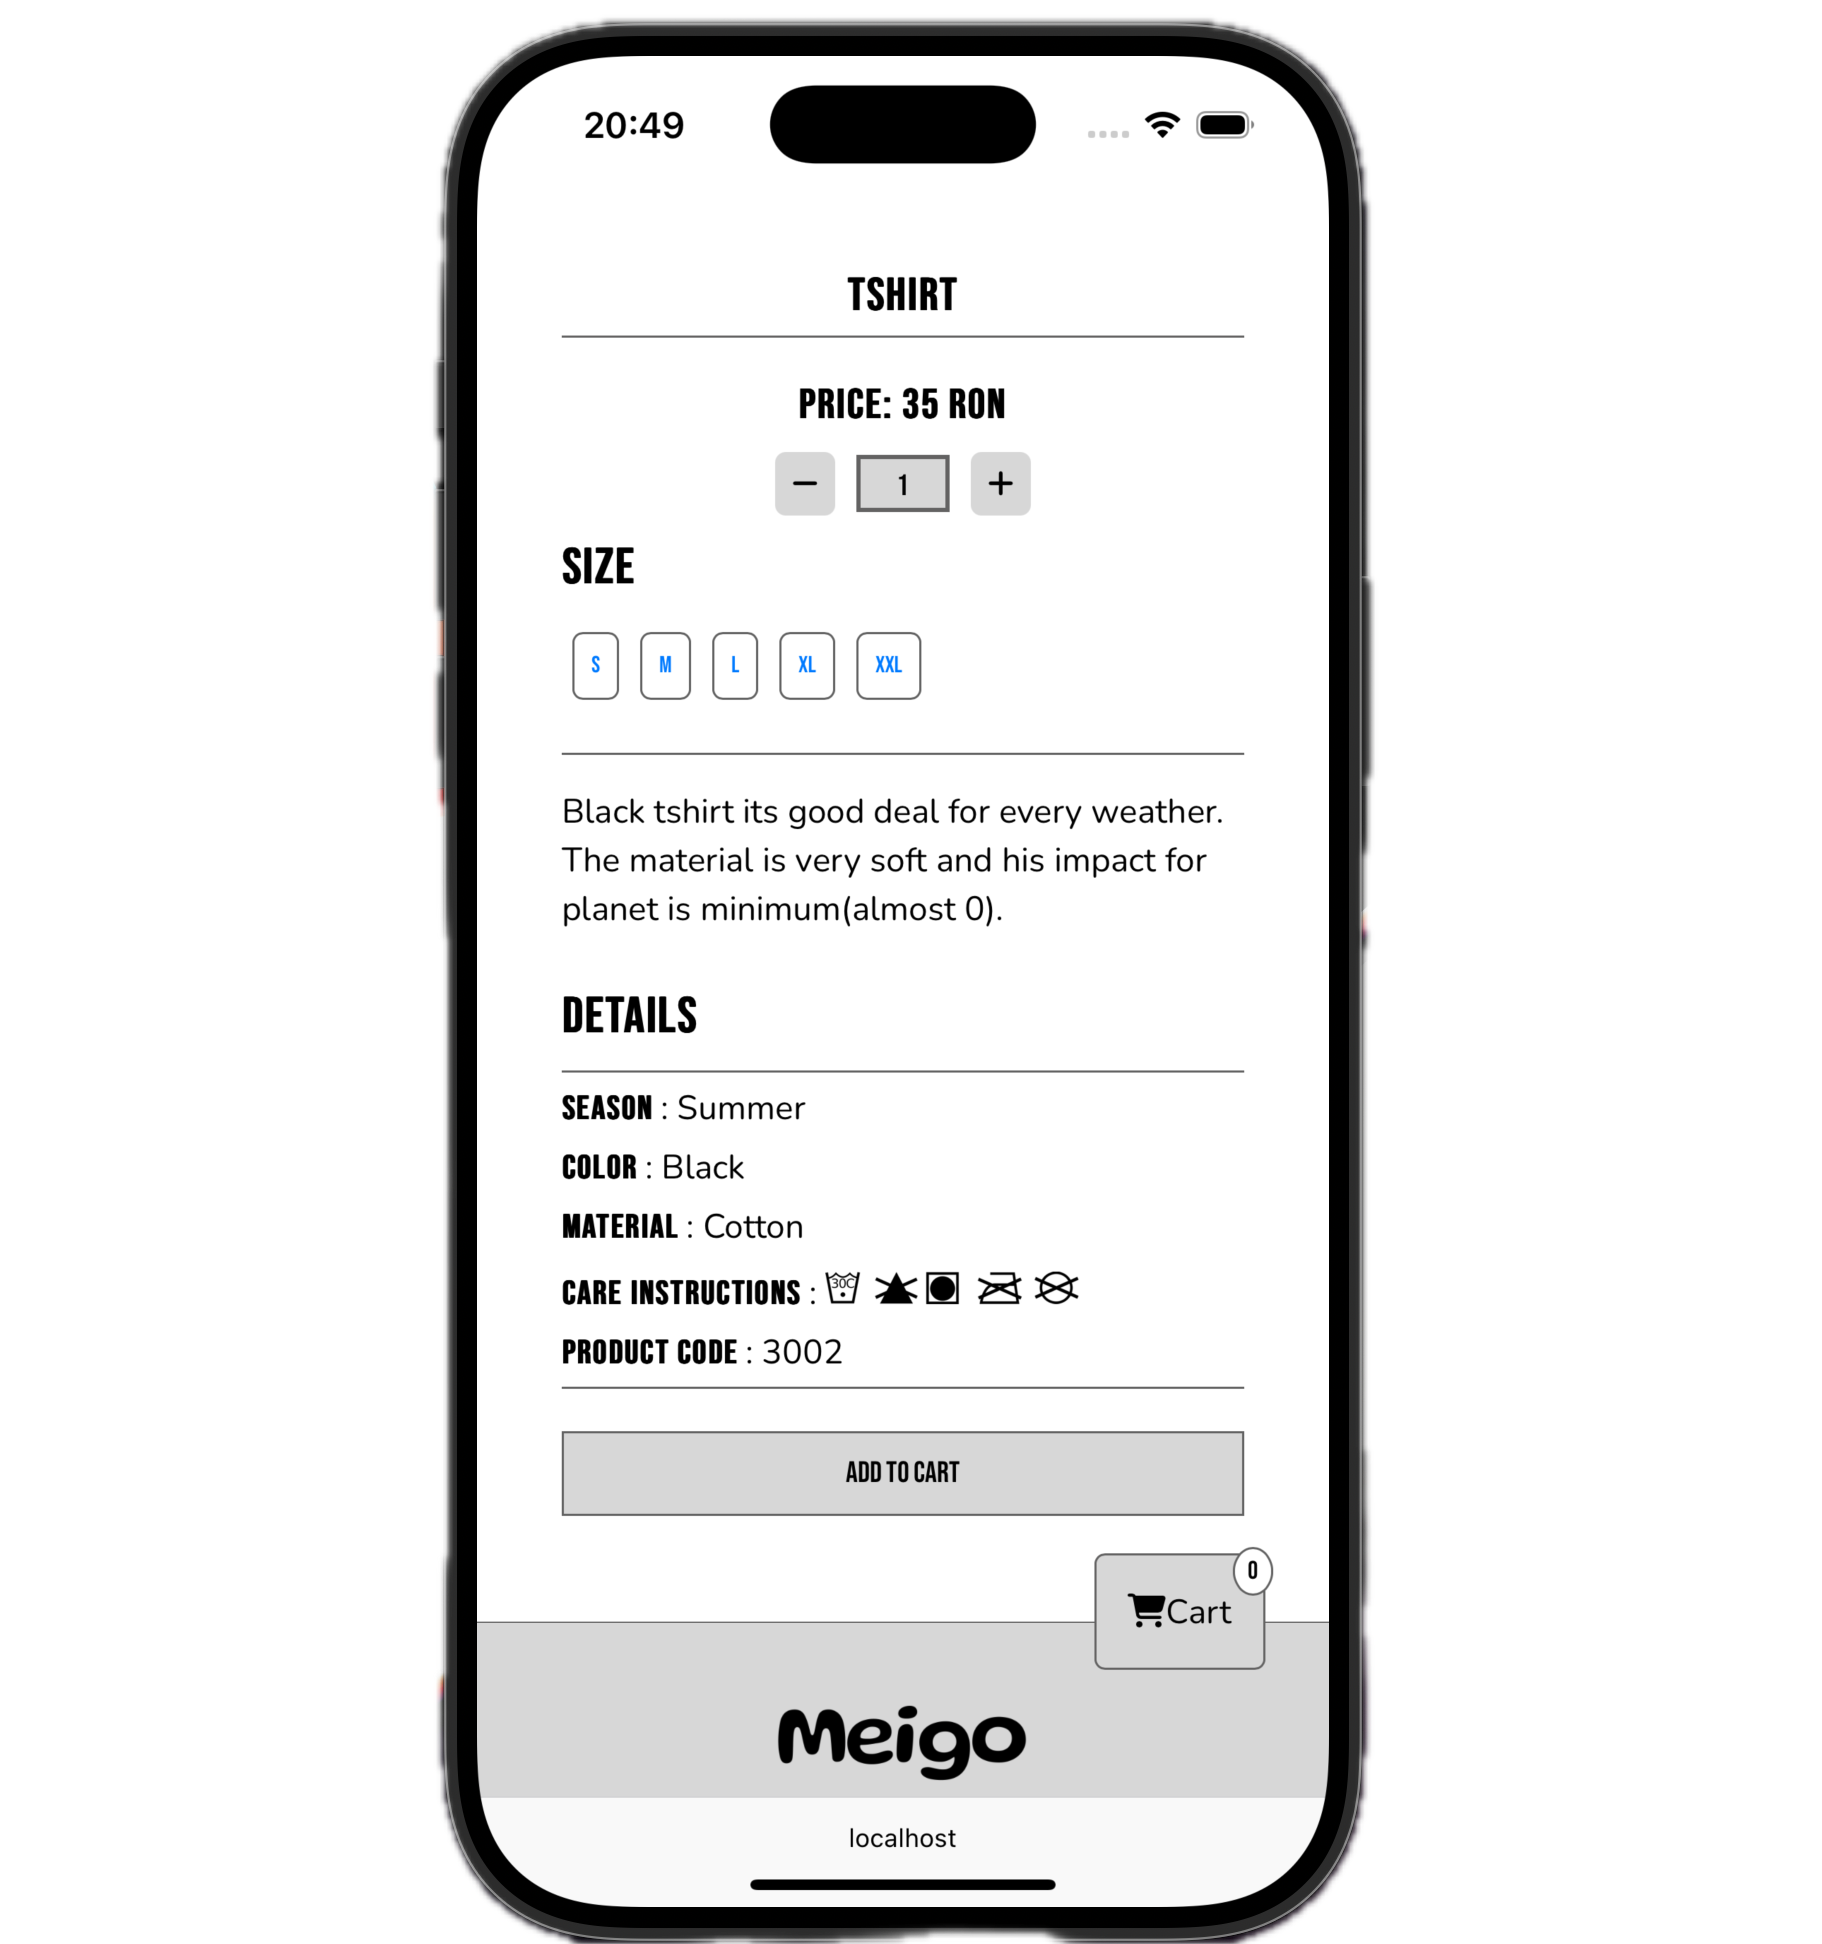 20:49
TSHIRT
PRICE: 35 RON
1
SIZE
S M L XL XXL
Black tshirt its good deal for every weather.
The material is very soft and his impact for
planet is minimum(almost 0).
DETAILS
SEASON : Summer
COLOR : Black
MATERIAL : Cotton
CARE INSTRUCTIONS : 30C
PRODUCT CODE : 3002
ADD TO CART
0
Cart
Meigo
localhost